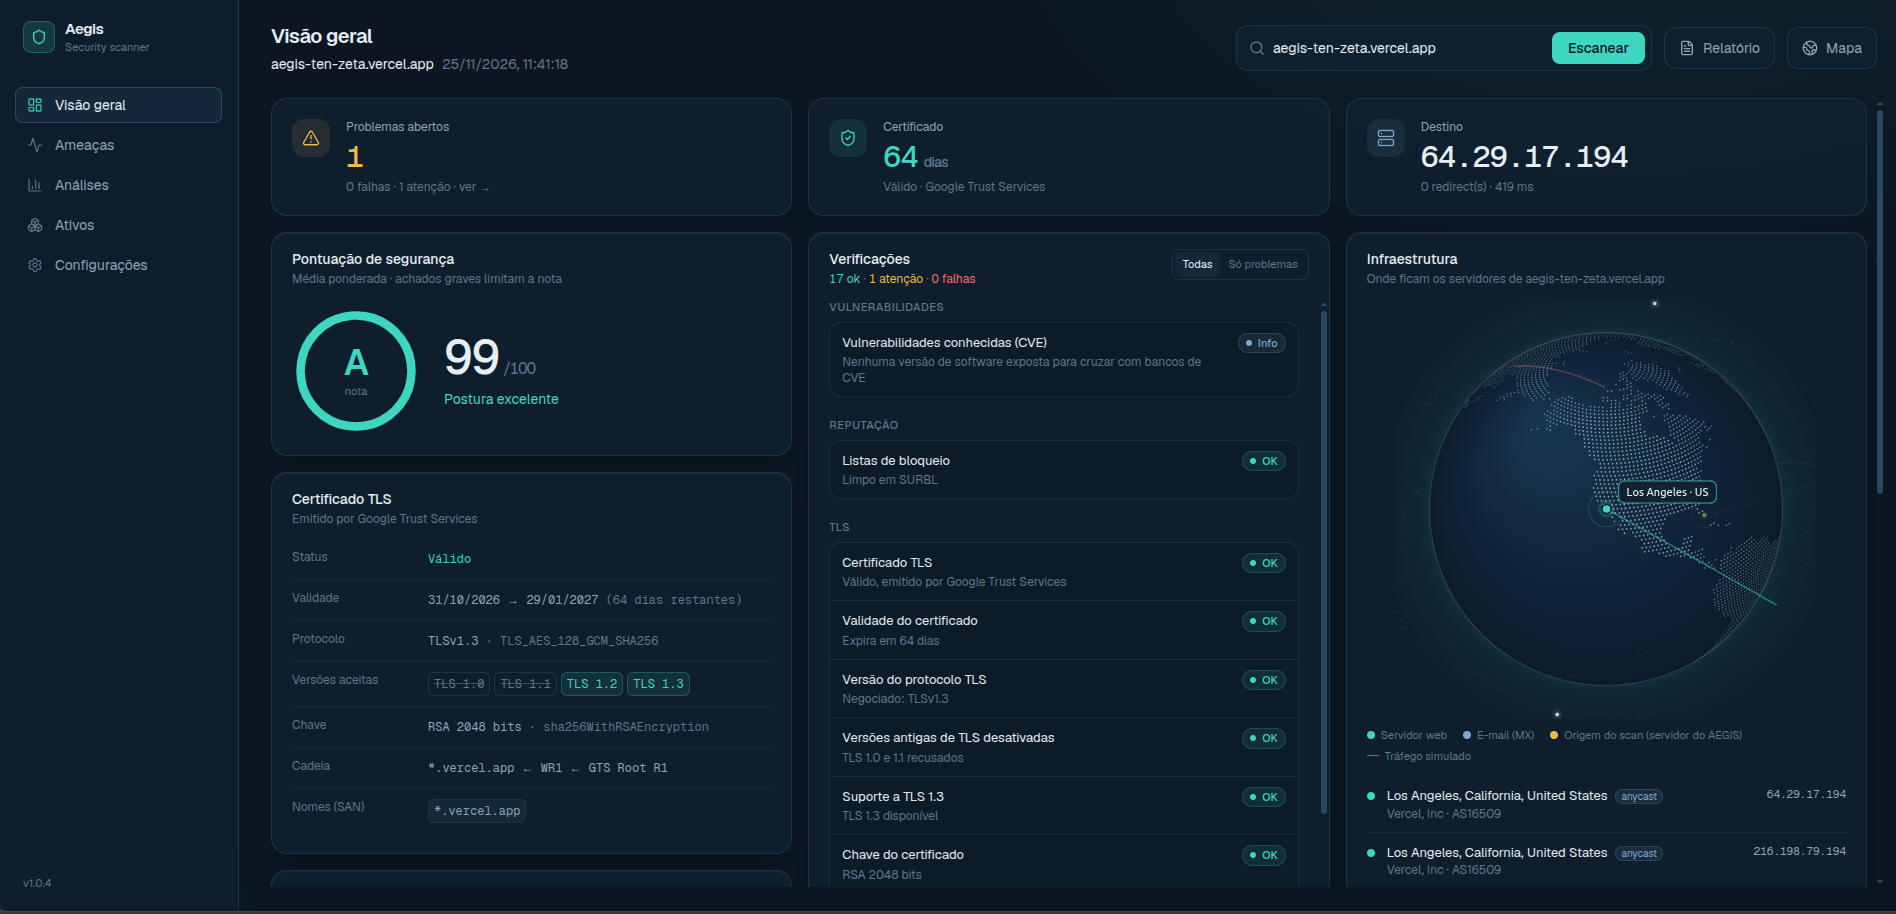 Aegis
Security scanner
Visão geral
Ameaças
Análises
Ativos
Configurações
v1.0.4
Visão geral
aegis-ten-zeta.vercel.app 25/11/2026, 11:41:18
aegis-ten-zeta.vercel.app
Escanear
Relatório
Mapa
Problemas abertos
1
0 falhas · 1 atenção · ver →
Certificado
64 dias
Válido · Google Trust Services
Destino
64.29.17.194
0 redirect(s) · 419 ms
Pontuação de segurança
Média ponderada · achados graves limitam a nota
A
nota
99 /100
Postura excelente
Certificado TLS
Emitido por Google Trust Services
Status Válido
Validade 31/10/2026 → 29/01/2027 (64 dias restantes)
Protocolo TLSv1.3 · TLS_AES_128_GCM_SHA256
Versões aceitas TLS 1.0 TLS 1.1 TLS 1.2 TLS 1.3
Chave RSA 2048 bits · sha256WithRSAEncryption
Cadeia *.vercel.app ← WR1 ← GTS Root R1
Nomes (SAN) *.vercel.app
Verificações
17 ok · 1 atenção · 0 falhas
Todas Só problemas
VULNERABILIDADES
Vulnerabilidades conhecidas (CVE) Info
Nenhuma versão de software exposta para cruzar com bancos de
CVE
REPUTAÇÃO
Listas de bloqueio OK
Limpo em SURBL
TLS
Certificado TLS OK
Válido, emitido por Google Trust Services
Validade do certificado OK
Expira em 64 dias
Versão do protocolo TLS OK
Negociado: TLSv1.3
Versões antigas de TLS desativadas OK
TLS 1.0 e 1.1 recusados
Suporte a TLS 1.3 OK
TLS 1.3 disponível
Chave do certificado OK
RSA 2048 bits
Infraestrutura
Onde ficam os servidores de aegis-ten-zeta.vercel.app
Los Angeles · US
Servidor web E-mail (MX) Origem do scan (servidor do AEGIS)
Tráfego simulado
Los Angeles, California, United States anycast 64.29.17.194
Vercel, Inc · AS16509
Los Angeles, California, United States anycast 216.198.79.194
Vercel, Inc · AS16509